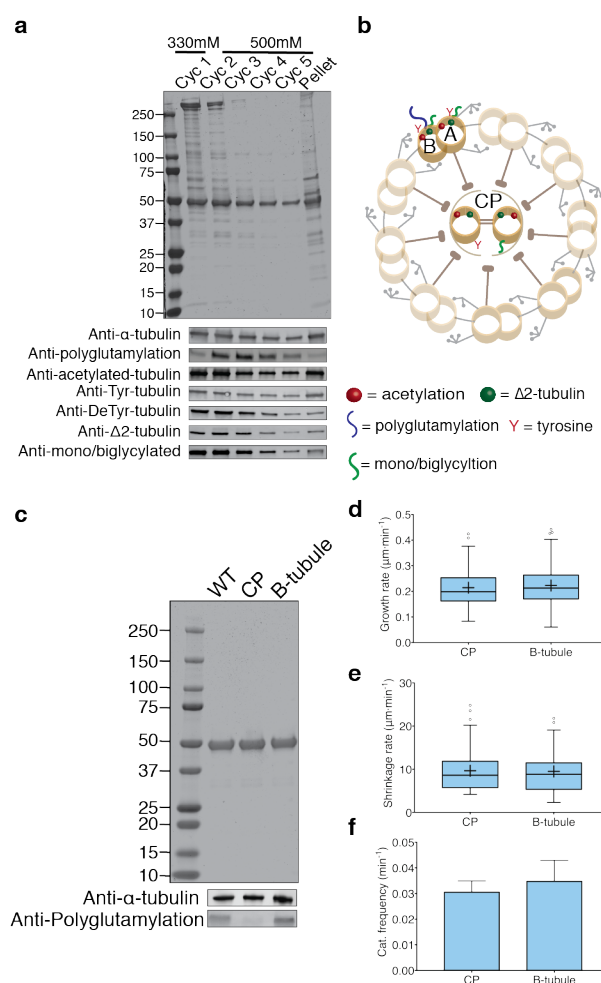 a
330mM 500mM
Cyc 1 Cyc 2 Cyc 3 Cyc 4 Cyc 5 Pellet
250
150
100
75
50
37
25
20
15
10
Anti-α-tubulin
Anti-polyglutamylation
Anti-acetylated-tubulin
Anti-Tyr-tubulin
Anti-DeTyr-tubulin
Anti-Δ2-tubulin
Anti-mono/biglycylated
b
Y Y
B A
CP
Y
= acetylation = Δ2-tubulin
= polyglutamylation Y = tyrosine
= mono/biglycyltion
c
WT CP B-tubule
250
150
100
75
50
37
25
20
15
10
Anti-α-tubulin
Anti-Polyglutamylation
d
Growth rate (µm·min⁻¹)
0.5
0.4
0.3
0.2
0.1
0.0
CP B-tubule
e
Shrinkage rate (µm·min⁻¹)
30
20
10
0
CP B-tubule
f
Cat. frequency (min⁻¹)
0.05
0.04
0.03
0.02
0.01
0.00
CP B-tubule